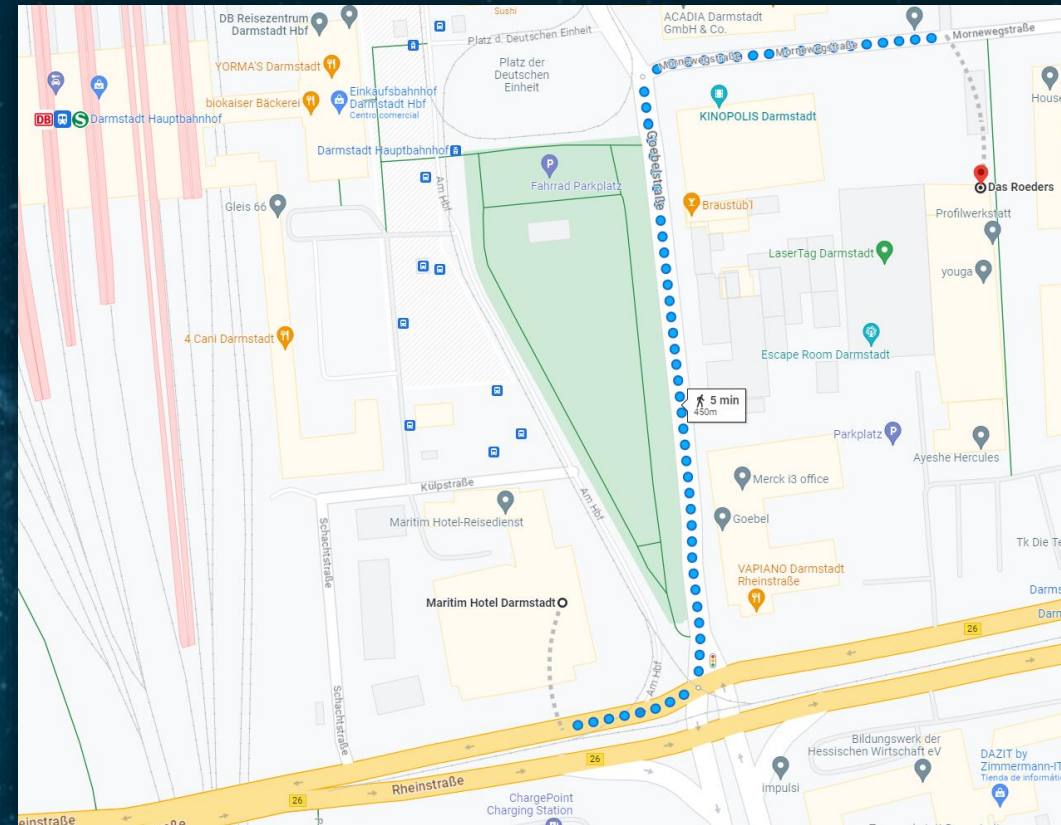 Sushi
DB Reisezentrum
Darmstadt Hbf
ACADIA Darmstadt
GmbH & Co.
Platz d. Deutschen Einheit
Mornewegstraße
Mornewegstraße
Mornewegstraße
YORMA'S Darmstadt
Platz der
Deutschen
Einheit
biokaiser Bäckerei
Einkaufsbahnhof
Darmstadt Hbf
Centro comercial
House
KINOPOLIS Darmstadt
DB
S
Darmstadt Hauptbahnhof
Darmstadt Hauptbahnhof
Goebelstraße
P
Fahrrad Parkplatz
Am Hbf
Das Roeders
Gleis 66
Braustüb'l
Profilwerkstatt
LaserTag Darmstadt
youga
4 Cani Darmstadt
Escape Room Darmstadt
5 min
450m
Parkplatz
P
Ayeshe Hercules
Külpstraße
Merck i3 office
Am Hbf
Maritim Hotel-Reisedienst
Goebel
Schachtstraße
Tk Die Te
VAPIANO Darmstadt
Rheinstraße
Darms
Maritim Hotel Darmstadt
Darm
26
Am Hbf
Schachtstraße
Bildungswerk der
Hessischen Wirtschaft eV
26
DAZIT by
Zimmermann-IT
Tienda de informátic
Rheinstraße
impulsi
26
ChargePoint
Charging Station
einstraße